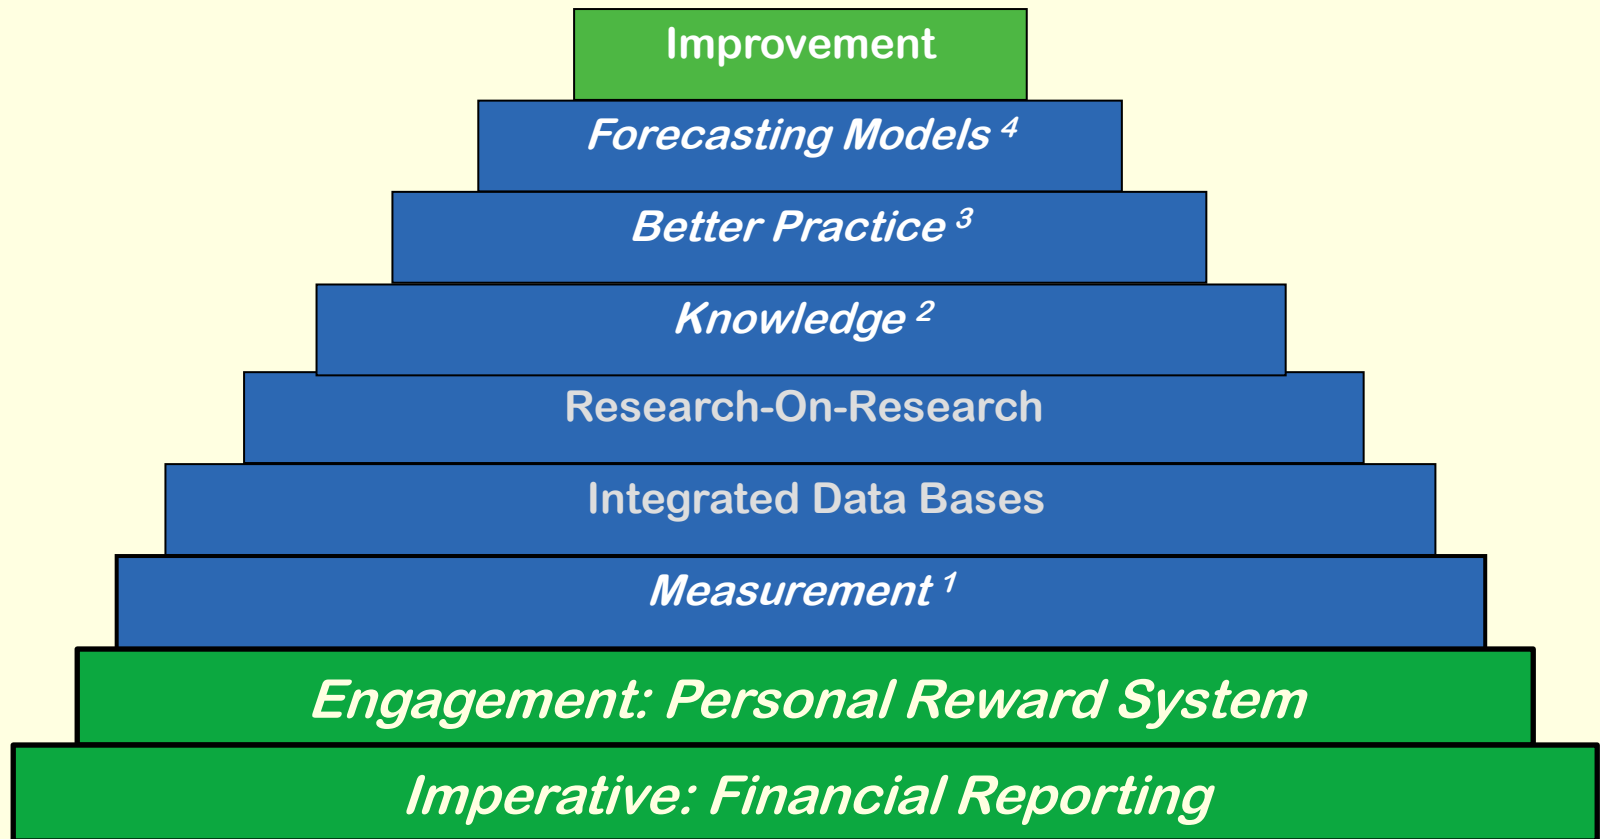 Improvement
Forecasting Models ⁴
Better Practice ³
Knowledge ²
Research-On-Research
Integrated Data Bases
Measurement ¹
Engagement: Personal Reward System
Imperative: Financial Reporting